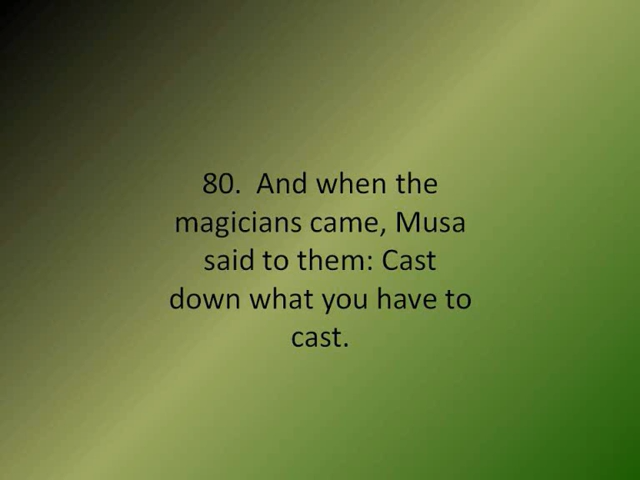 80.  And when the
magicians came, Musa
said to them: Cast
down what you have to
cast.